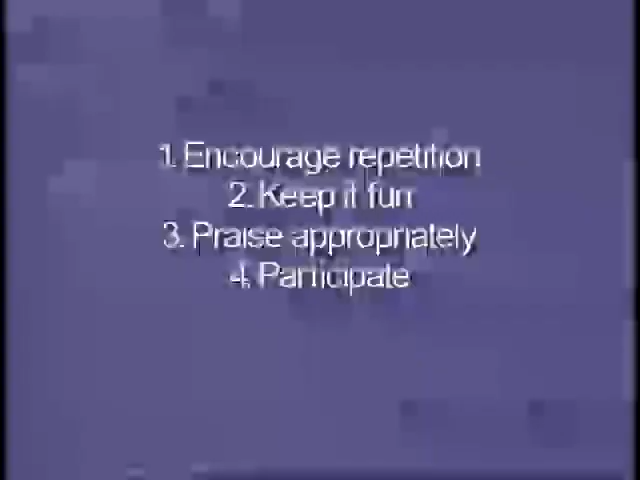 1. Encourage repetition
2. Keep it fun
3. Praise appropriately
4. Participate